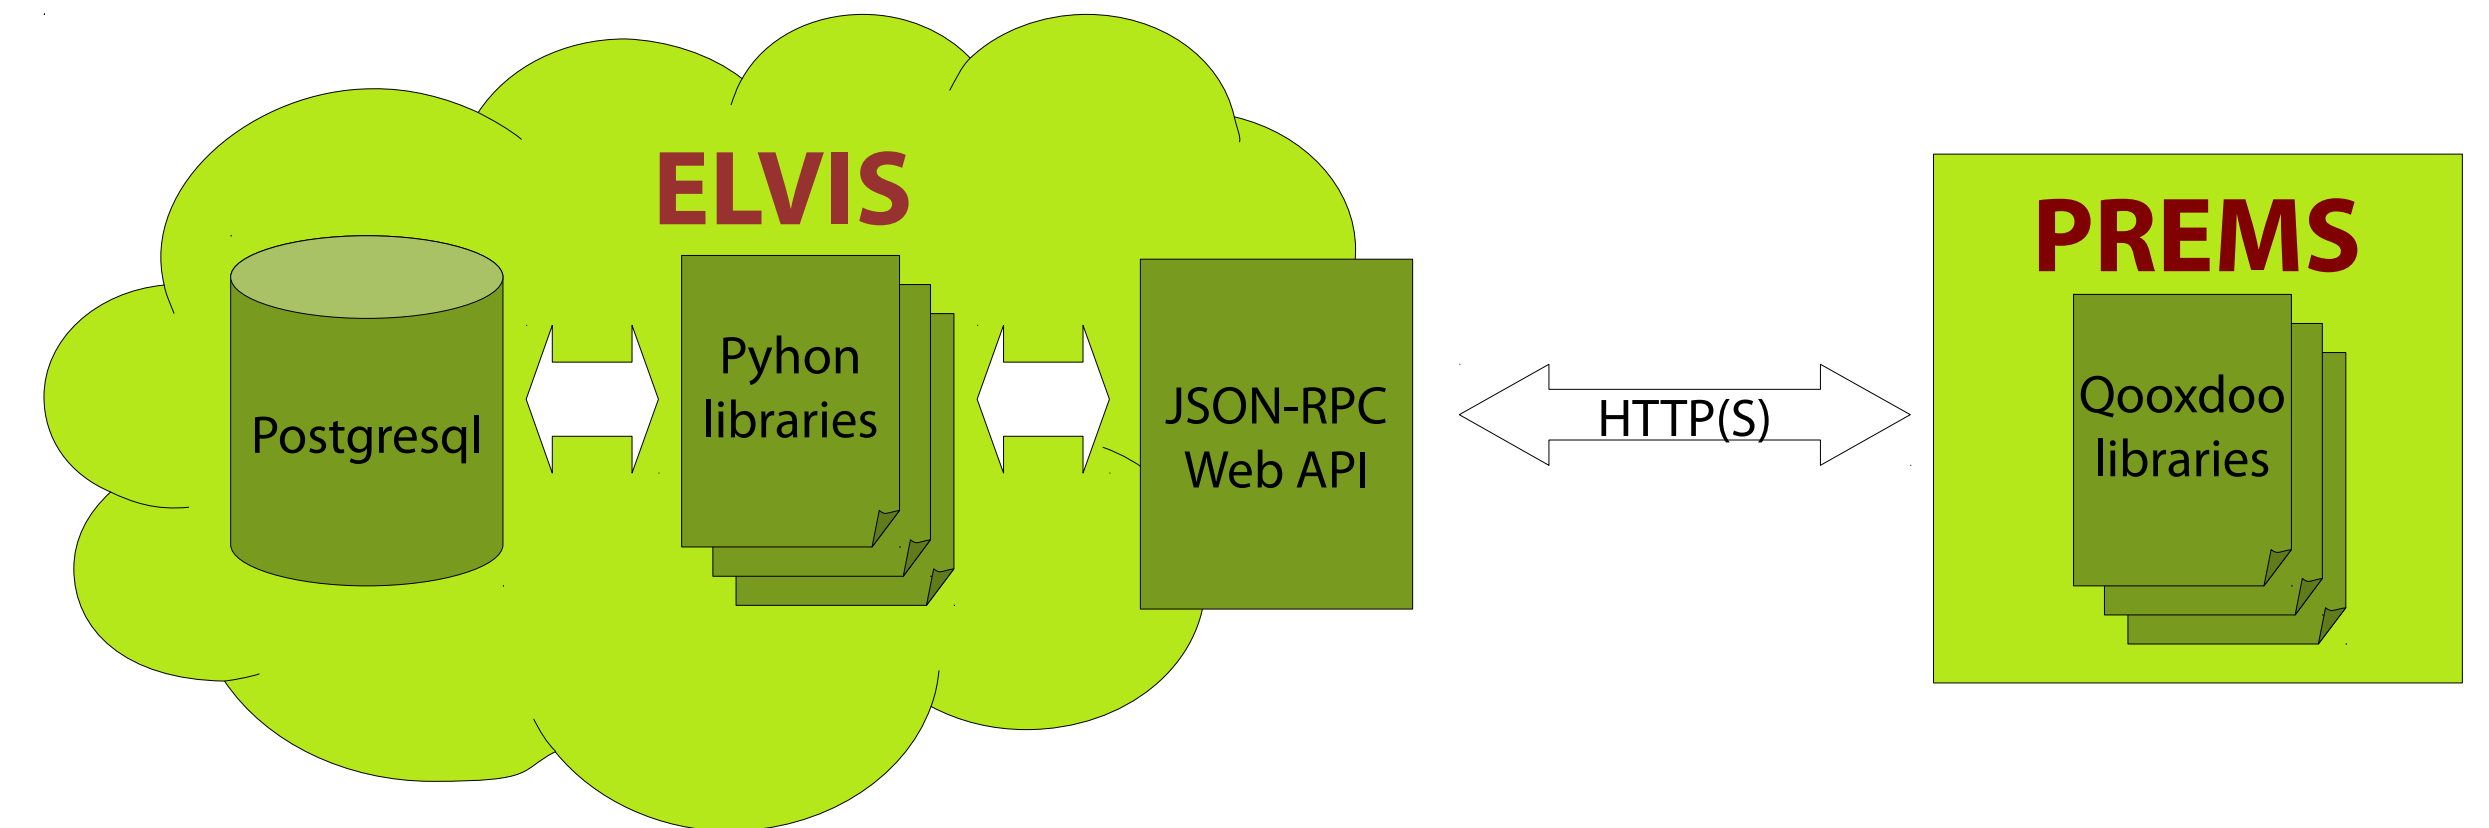 ELVIS
Postgresql
Pyhon
libraries
JSON-RPC
Web API
HTTP(S)
PREMS
Qooxdoo
libraries